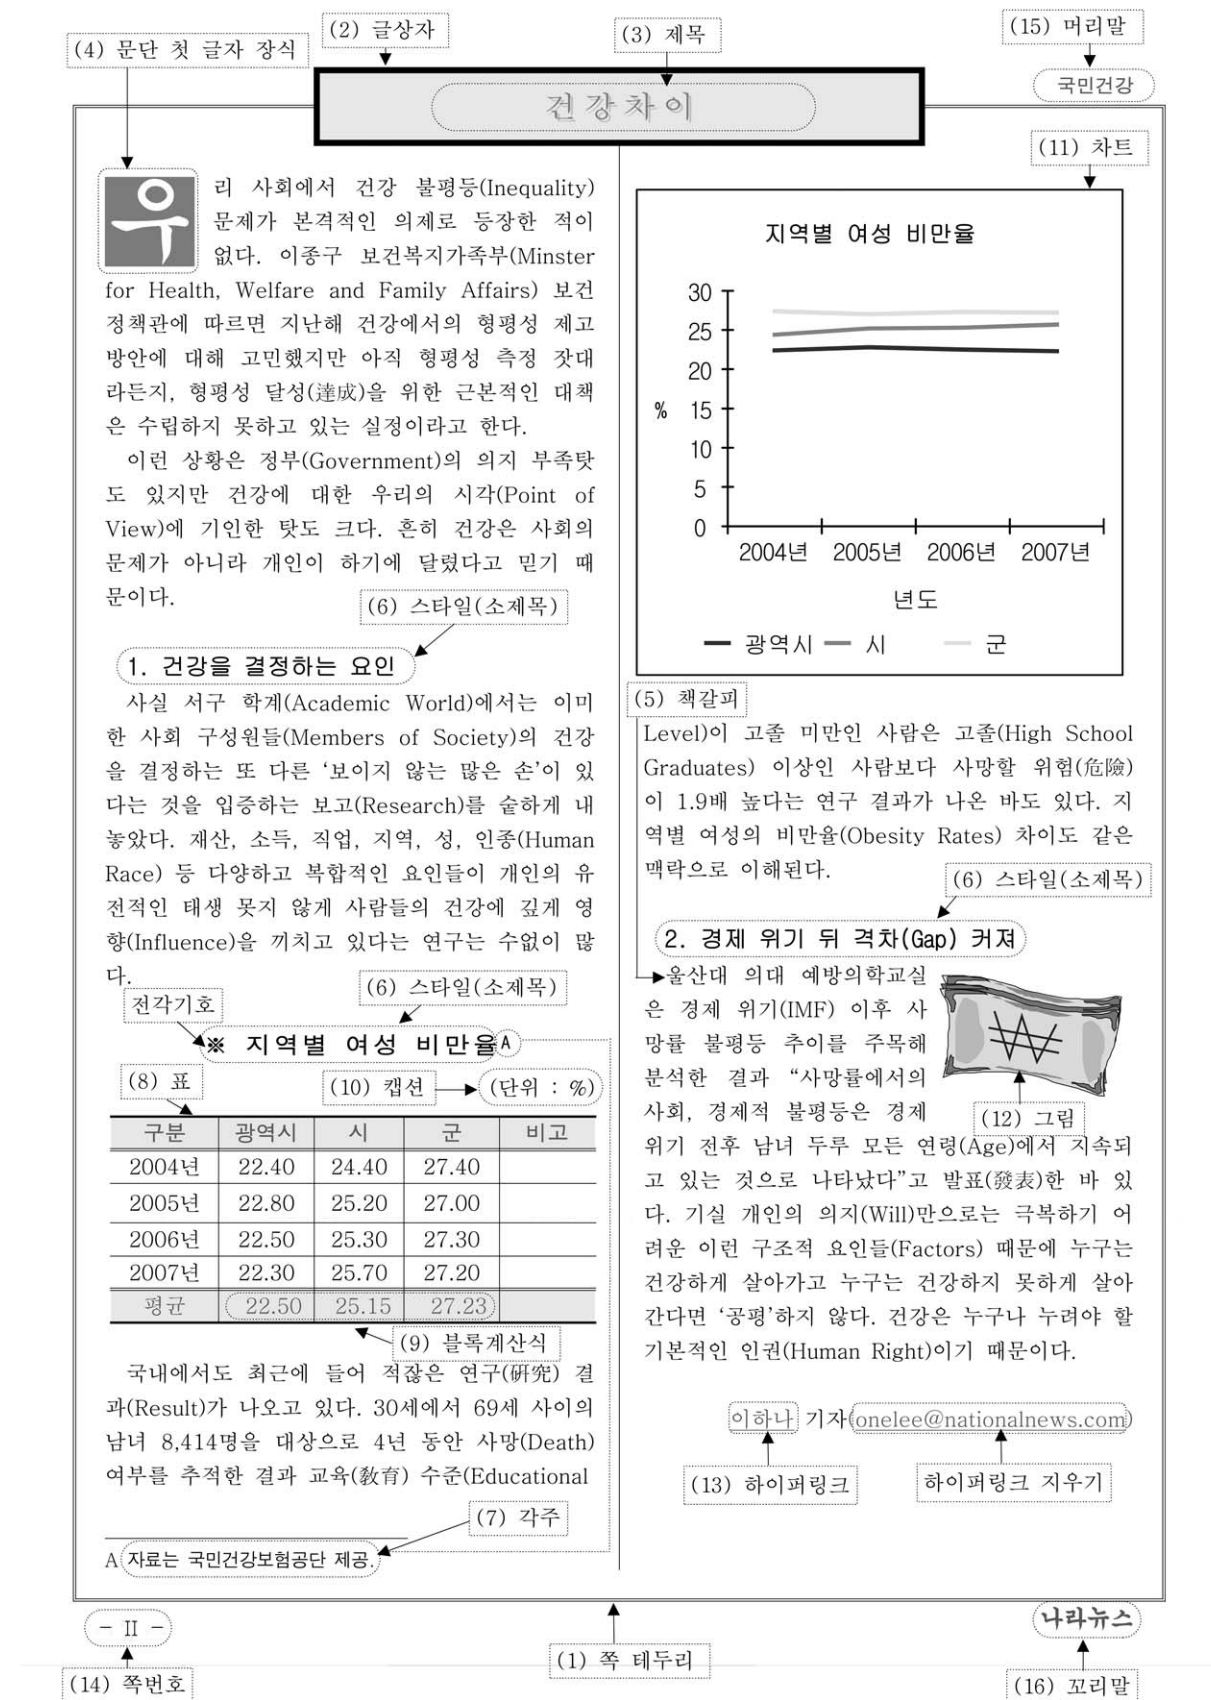 (2) 글상자
(3) 제목
(15) 머리말
(4) 문단 첫 글자 장식
국민건강
건강차이
(11) 차트
우리 사회에서 건강 불평등(Inequality)
문제가 본격적인 의제로 등장한 적이
없다. 이종구 보건복지가족부(Minster
for Health, Welfare and Family Affairs) 보건
정책관에 따르면 지난해 건강에서의 형평성 제고
방안에 대해 고민했지만 아직 형평성 측정 잣대
라든지, 형평성 달성(達成)을 위한 근본적인 대책
은 수립하지 못하고 있는 실정이라고 한다.
이런 상황은 정부(Government)의 의지 부족탓
도 있지만 건강에 대한 우리의 시각(Point of
View)에 기인한 탓도 크다. 흔히 건강은 사회의
문제가 아니라 개인이 하기에 달렸다고 믿기 때
문이다.
(6) 스타일(소제목)
1. 건강을 결정하는 요인
사실 서구 학계(Academic World)에서는 이미
한 사회 구성원들(Members of Society)의 건강
을 결정하는 또 다른 ‘보이지 않는 많은 손’이 있
다는 것을 입증하는 보고(Research)를 숱하게 내
놓았다. 재산, 소득, 직업, 지역, 성, 인종(Human
Race) 등 다양하고 복합적인 요인들이 개인의 유
전적인 태생 못지 않게 사람들의 건강에 깊게 영
향(Influence)을 끼치고 있다는 연구는 수없이 많
다.
전각기호
(6) 스타일(소제목)
※ 지역별 여성 비만율A
(8) 표
(10) 캡션
(단위 : %)
구분 광역시 시 군 비고
2004년 22.40 24.40 27.40
2005년 22.80 25.20 27.00
2006년 22.50 25.30 27.30
2007년 22.30 25.70 27.20
평균 22.50 25.15 27.23
(9) 블록계산식
국내에서도 최근에 들어 적잖은 연구(硏究) 결
과(Result)가 나오고 있다. 30세에서 69세 사이의
남녀 8,414명을 대상으로 4년 동안 사망(Death)
여부를 추적한 결과 교육(敎育) 수준(Educational
(7) 각주
A 자료는 국민건강보험공단 제공.
지역별 여성 비만율
30
25
20
% 15
10
5
0
2004년 2005년 2006년 2007년
년도
광역시 시 군
(5) 책갈피
Level)이 고졸 미만인 사람은 고졸(High School
Graduates) 이상인 사람보다 사망할 위험(危險)
이 1.9배 높다는 연구 결과가 나온 바도 있다. 지
역별 여성의 비만율(Obesity Rates) 차이도 같은
맥락으로 이해된다.
(6) 스타일(소제목)
2. 경제 위기 뒤 격차(Gap) 커져
울산대 의대 예방의학교실
은 경제 위기(IMF) 이후 사
망률 불평등 추이를 주목해
분석한 결과 “사망률에서의
사회, 경제적 불평등은 경제
(12) 그림
위기 전후 남녀 두루 모든 연령(Age)에서 지속되
고 있는 것으로 나타났다”고 발표(發表)한 바 있
다. 기실 개인의 의지(Will)만으로는 극복하기 어
려운 이런 구조적 요인들(Factors) 때문에 누구는
건강하게 살아가고 누구는 건강하지 못하게 살아
간다면 ‘공평’하지 않다. 건강은 누구나 누려야 할
기본적인 인권(Human Right)이기 때문이다.
이하나 기자(onelee@nationalnews.com)
(13) 하이퍼링크
하이퍼링크 지우기
- II -
나라뉴스
(1) 쪽 테두리
(14) 쪽번호
(16) 꼬리말